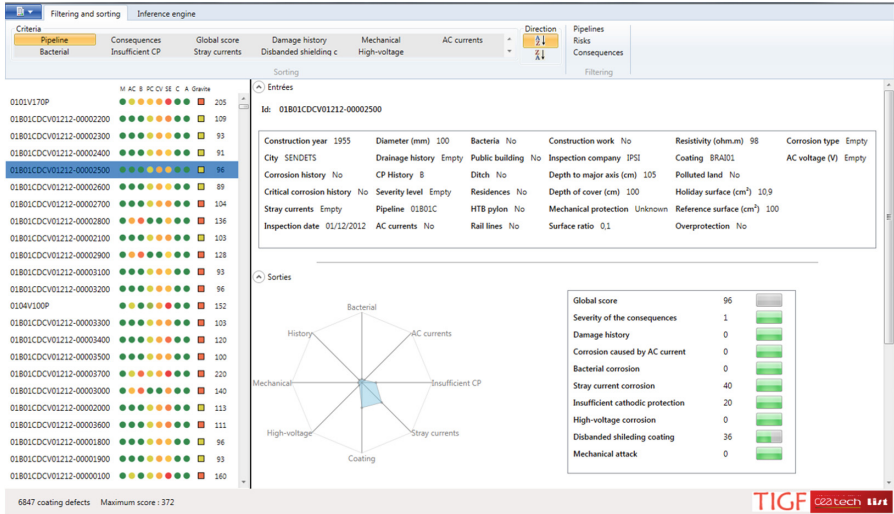 Filtering and sorting Inference engine
Criteria Direction Pipelines
Pipeline Consequences Global score Damage history Mechanical AC currents Risks
Bacterial Insufficient CP Stray currents Disbanded shielding c High-voltage Consequences
Sorting Filtering
M AC B PC CV SE C A Gravite
0101V170P 205
01B01CDCV01212-00002200 109
01B01CDCV01212-00002300 93
01B01CDCV01212-00002400 91
01B01CDCV01212-00002500 96
01B01CDCV01212-00002600 89
01B01CDCV01212-00002700 104
01B01CDCV01212-00002800 136
01B01CDCV01212-00002100 103
01B01CDCV01212-00002900 128
01B01CDCV01212-00003100 93
01B01CDCV01212-00003200 96
0104V100P 152
01B01CDCV01212-00003300 103
01B01CDCV01212-00003400 120
01B01CDCV01212-00003500 100
01B01CDCV01212-00003700 220
01B01CDCV01212-00003000 140
01B01CDCV01212-00002000 113
01B01CDCV01212-00003600 111
01B01CDCV01212-00001800 96
01B01CDCV01212-00001900 93
01B01CDCV01212-00000100 160
Entrées
Id: 01B01CDCV01212-00002500
Construction year 1955 Diameter (mm) 100 Bacteria No Construction work No Resistivity (ohm.m) 98 Corrosion type Empty
City SENDETS Drainage history Empty Public building No Inspection company IPSI Coating BRAI01 AC voltage (V) Empty
Corrosion history No CP History B Ditch No Depth to major axis (cm) 105 Polluted land No
Critical corrosion history No Severity level Empty Residences No Depth of cover (cm) 100 Holiday surface (cm²) 10,9
Stray currents Empty Pipeline 01B01C HTB pylon No Mechanical protection Unknown Reference surface (cm²) 100
Inspection date 01/12/2012 AC currents No Rail lines No Surface ratio 0,1 Overprotection No
Sorties
Bacterial
History AC currents
Mechanical Insufficient CP
High-voltage Stray currents
Coating
Global score 96
Severity of the consequences 1
Damage history 0
Corrosion caused by AC current 0
Bacterial corrosion 0
Stray current corrosion 40
Insufficient cathodic protection 20
High-voltage corrosion 0
Disbanded shileding coating 36
Mechanical attack 0
6847 coating defects Maximum score : 372
TIGF cea tech list